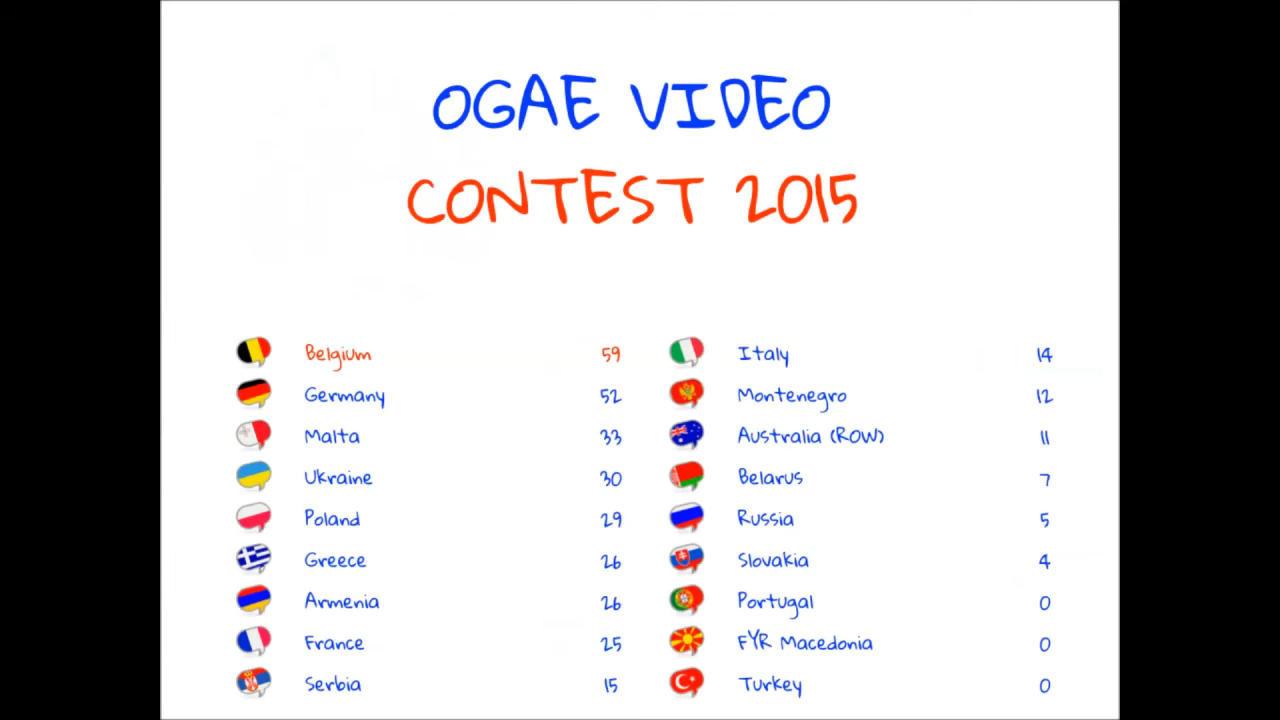 OGAE VIDEO
CONTEST 2015
Belgium 59
Germany 52
Malta 33
Ukraine 30
Poland 29
Greece 26
Armenia 26
France 25
Serbia 15
Italy 14
Montenegro 12
Australia (ROW) 11
Belarus 7
Russia 5
Slovakia 4
Portugal 0
FYR Macedonia 0
Turkey 0